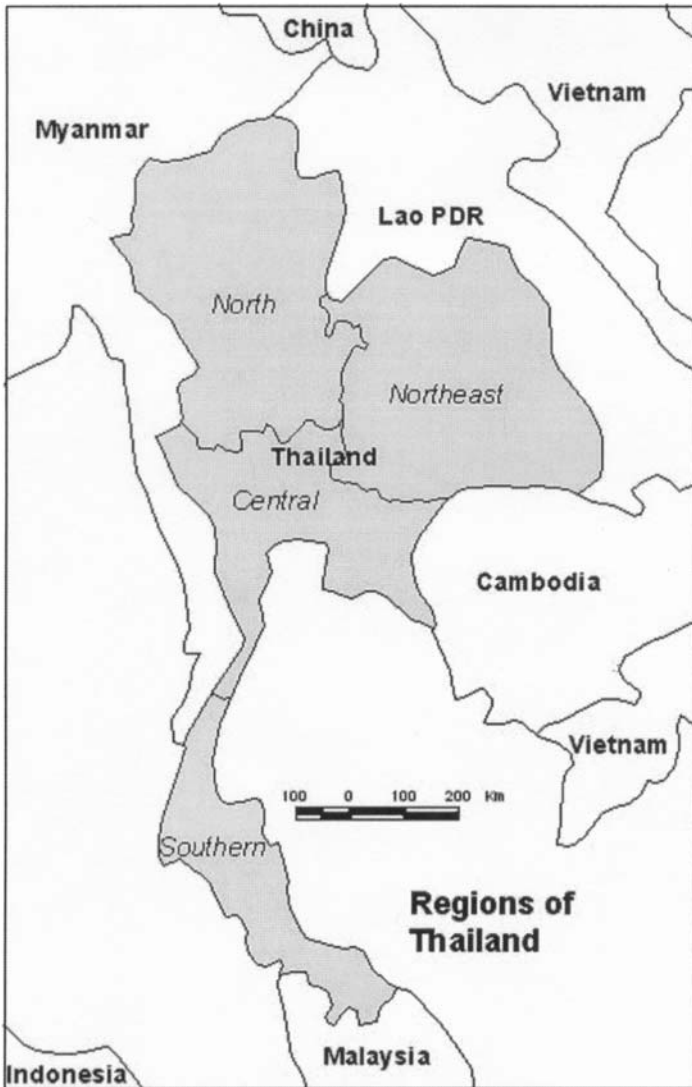 China
Vietnam
Myanmar
Lao PDR
North
Northeast
Thailand
Central
Cambodia
Vietnam
100 0 100 200 Km
Southern
Regions of
Thailand
Malaysia
Indonesia